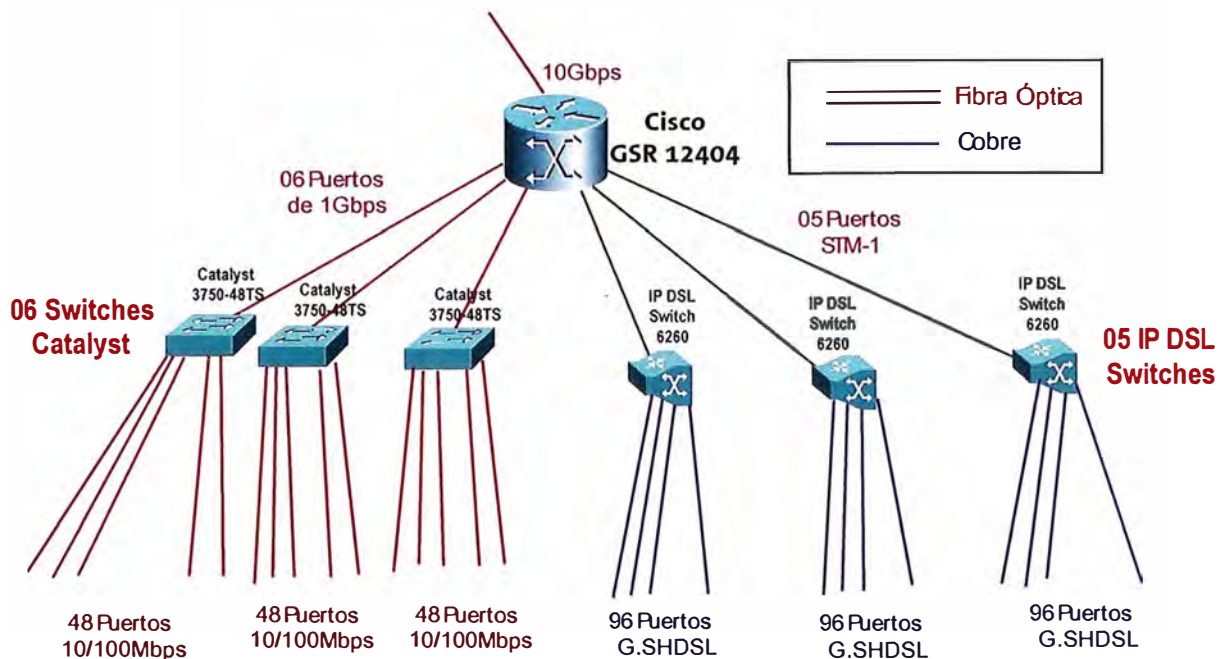 10Gbps
Cisco
GSR 12404
Fibra Óptica
Cobre
06 Puertos
de 1Gbps
05 Puertos
STM-1
06 Switches
Catalyst
Catalyst
3750-48TS
Catalyst
3750-48TS
Catalyst
3750-48TS
IP DSL
Switch
6260
IP DSL
Switch
6260
IP DSL
Switch
6260
05 IP DSL
Switches
48 Puertos
10/100Mbps
48 Puertos
10/100Mbps
48 Puertos
10/100Mbps
96 Puertos
G.SHDSL
96 Puertos
G.SHDSL
96 Puertos
G.SHDSL